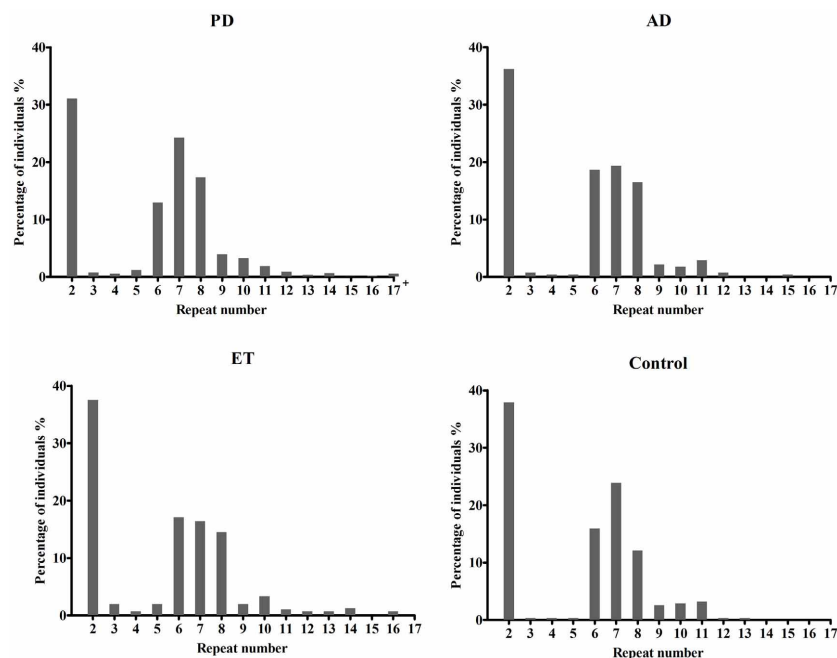 PD
Percentage of individuals %
40
30
20
10
0
2 3 4 5 6 7 8 9 10 11 12 13 14 15 16 17 +
Repeat number
AD
Percentage of individuals %
40
30
20
10
0
2 3 4 5 6 7 8 9 10 11 12 13 14 15 16 17
Repeat number
ET
Percentage of individuals %
40
30
20
10
0
2 3 4 5 6 7 8 9 10 11 12 13 14 15 16 17
Repeat number
Control
Percentage of individuals %
40
30
20
10
0
2 3 4 5 6 7 8 9 10 11 12 13 14 15 16 17
Repeat number